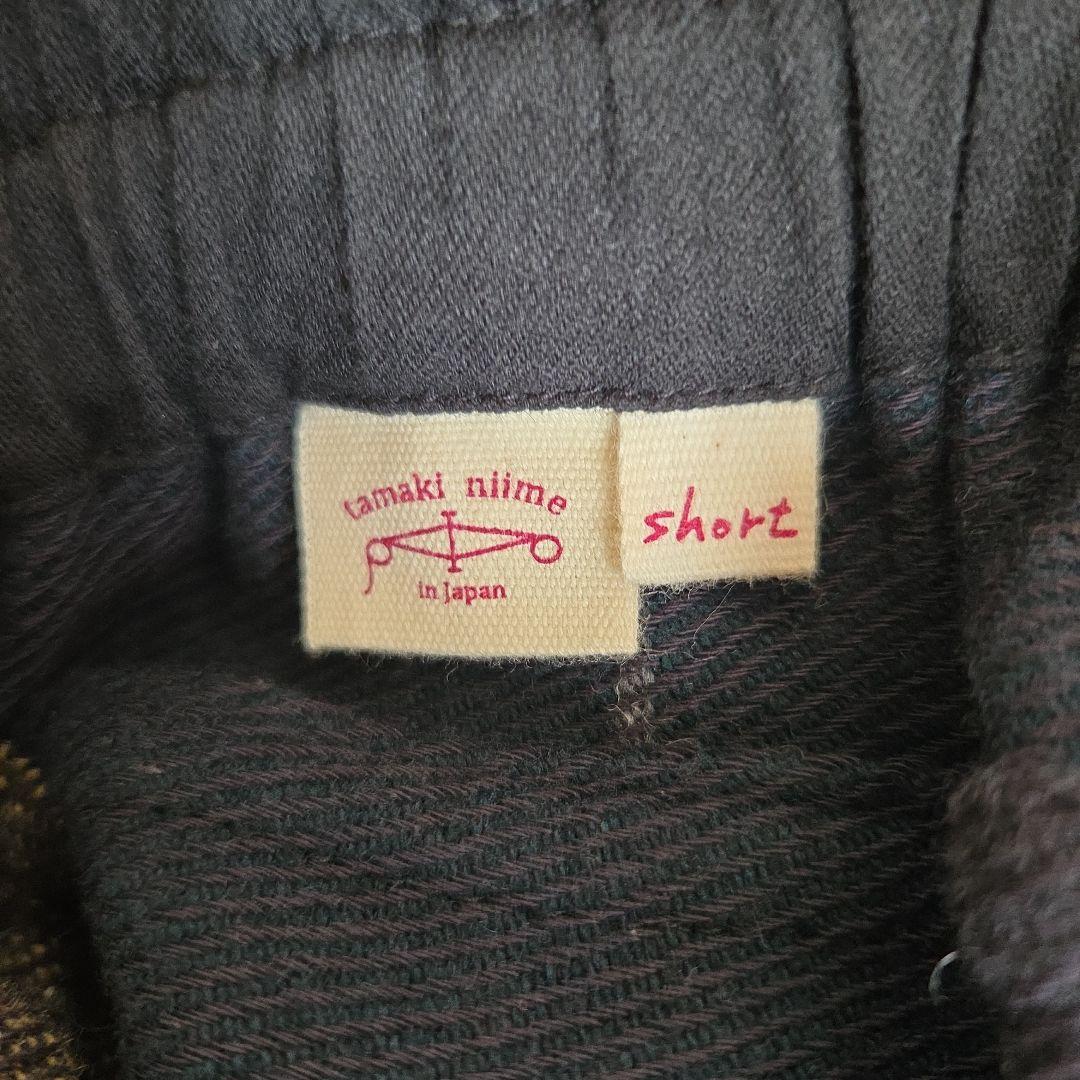 tamaki niime
in Japan
short